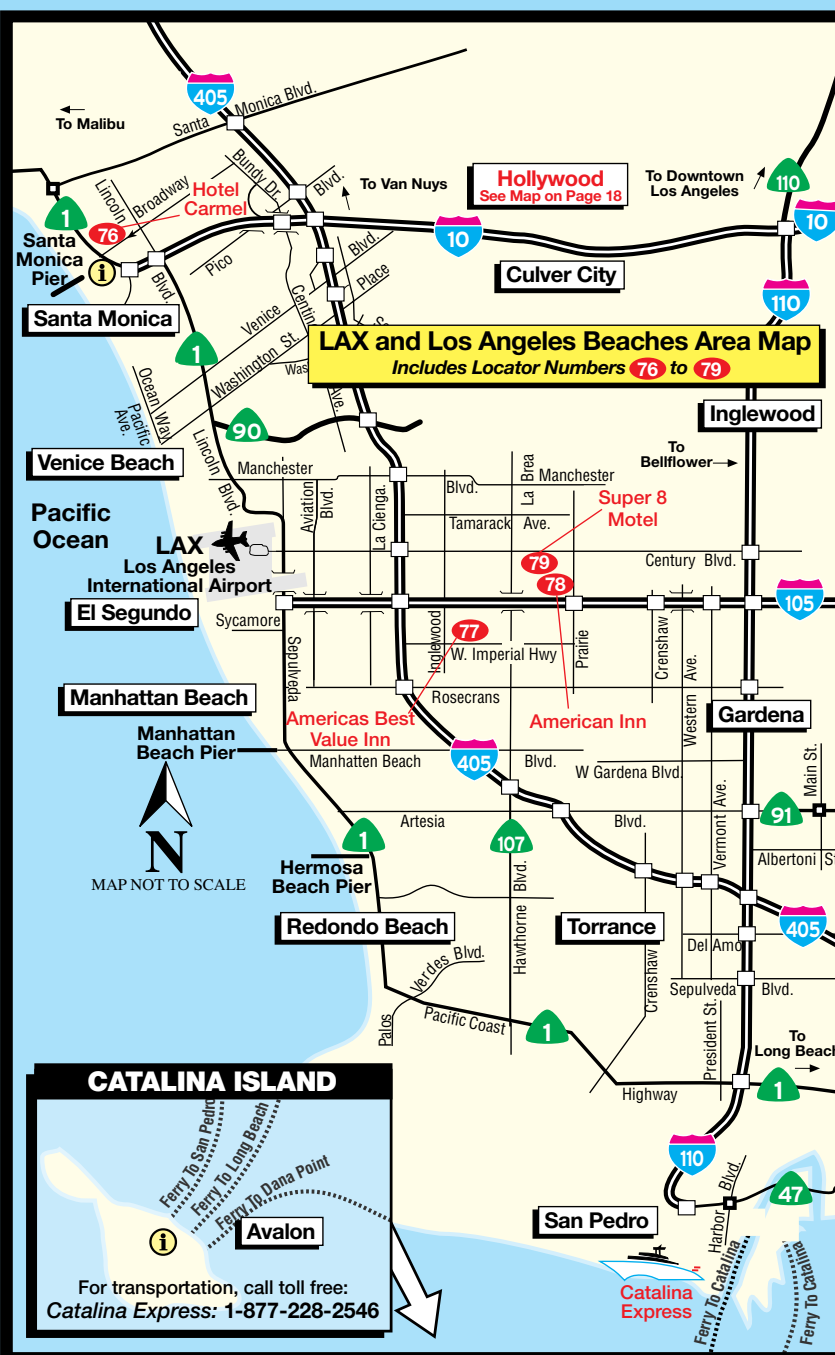 405
To Malibu
Santa Monica Blvd.
Lincoln Blvd.
Broadway
Bundy Dr.
Blvd.
To Van Nuys
Hollywood
See Map on Page 18
To Downtown
Los Angeles
110
Hotel
Carmel
1
76
10
10
Santa
Monica
Pier
i
Pico Blvd.
Culver City
110
Santa Monica
Venice
Place
Washington St.
LAX and Los Angeles Beaches Area Map
Includes Locator Numbers 76 to 79
1
Ocean Way
Pacific
Ave.
Ave.
90
Inglewood
Venice Beach
Lincoln Blvd.
Manchester
Blvd.
Manchester
To
Bellflower
Aviation
Blvd.
La Cienga.
La Brea
Super 8
Motel
Tamarack Ave.
Pacific
Ocean
LAX
Los Angeles
International Airport
79
Century Blvd.
78
105
El Segundo
Sycamore
Sepulveda
Inglewood
77
W. Imperial Hwy
Prairie
Crenshaw
Western Ave.
Rosecrans
Manhattan Beach
Americas Best
Value Inn
American Inn
Gardena
Manhattan
Beach Pier
Manhatten Beach Blvd.
405
W Gardena Blvd.
Vermont Ave.
Main St.
N
MAP NOT TO SCALE
Artesia Blvd.
91
1
107
Albertoni S
Hermosa
Beach Pier
Hawthorne Blvd.
Redondo Beach
Torrance
405
Del Amo
Crenshaw
Palos Verdes Blvd.
Sepulveda Blvd.
President St.
Pacific Coast Highway
1
To
Long Beach
1
CATALINA ISLAND
Ferry To San Pedro
Ferry To Long Beach
Ferry To Dana Point
Avalon
i
For transportation, call toll free:
Catalina Express: 1-877-228-2546
110
47
San Pedro
Harbor Blvd.
Catalina
Express
Ferry To Catalina
Ferry To Catalina